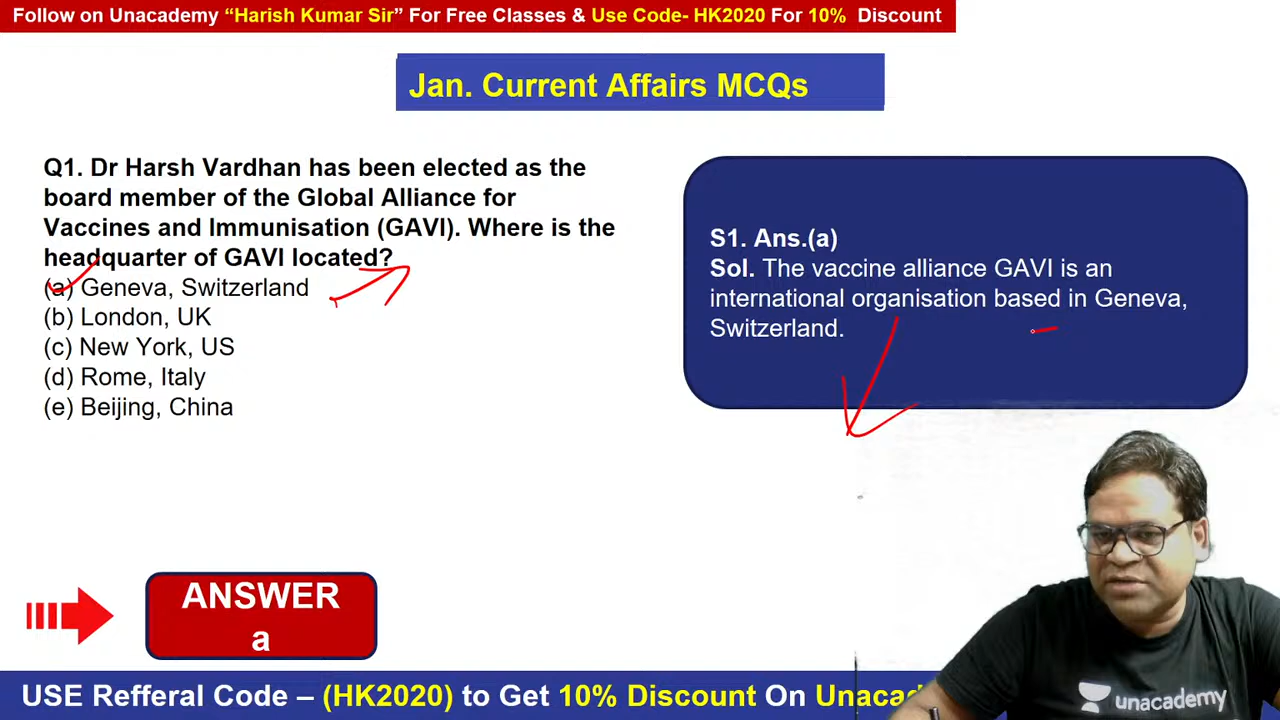 Follow on Unacademy “Harish Kumar Sir” For Free Classes & Use Code- HK2020 For 10% Discount
Jan. Current Affairs MCQs
Q1. Dr Harsh Vardhan has been elected as the
board member of the Global Alliance for
Vaccines and Immunisation (GAVI). Where is the
headquarter of GAVI located?
(a) Geneva, Switzerland
(b) London, UK
(c) New York, US
(d) Rome, Italy
(e) Beijing, China
S1. Ans.(a)
Sol. The vaccine alliance GAVI is an
international organisation based in Geneva,
Switzerland.
ANSWER
a
USE Refferal Code – (HK2020) to Get 10% Discount On
unacademy